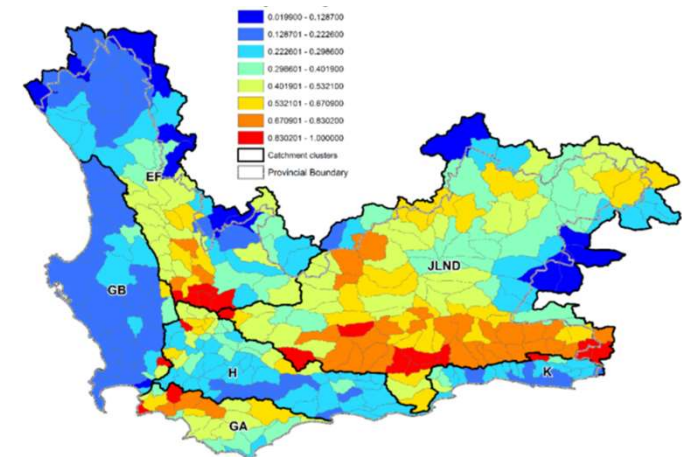 0.019900 - 0.128700
0.128701 - 0.222600
0.222601 - 0.298600
0.298601 - 0.401900
0.401901 - 0.532100
0.532101 - 0.670900
0.670901 - 0.830200
0.830201 - 1.000000
Catchment clusters
Provincial Boundary
EF
JLND
GB
H
K
GA